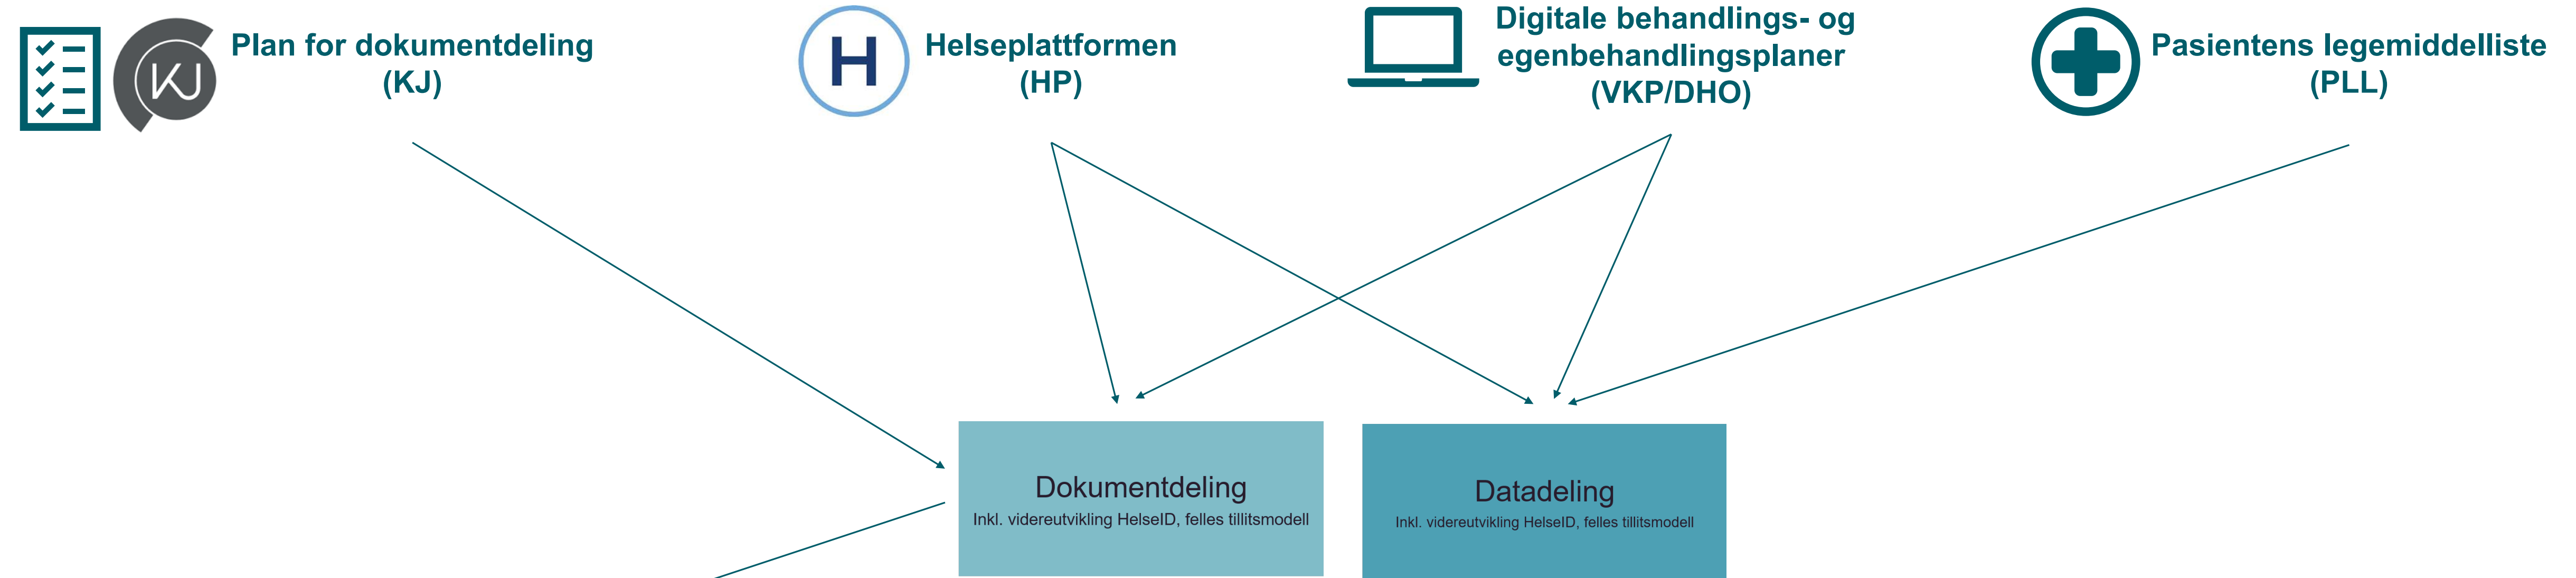 KJ
Plan for dokumentdeling
(KJ)
H
Helseplattformen
(HP)
Digitale behandlings- og
egenbehandlingsplaner
(VKP/DHO)
Pasientens legemiddelliste
(PLL)
Dokumentdeling
Inkl. videreutvikling HelseID, felles tillitsmodell
Datadeling
Inkl. videreutvikling HelseID, felles tillitsmodell